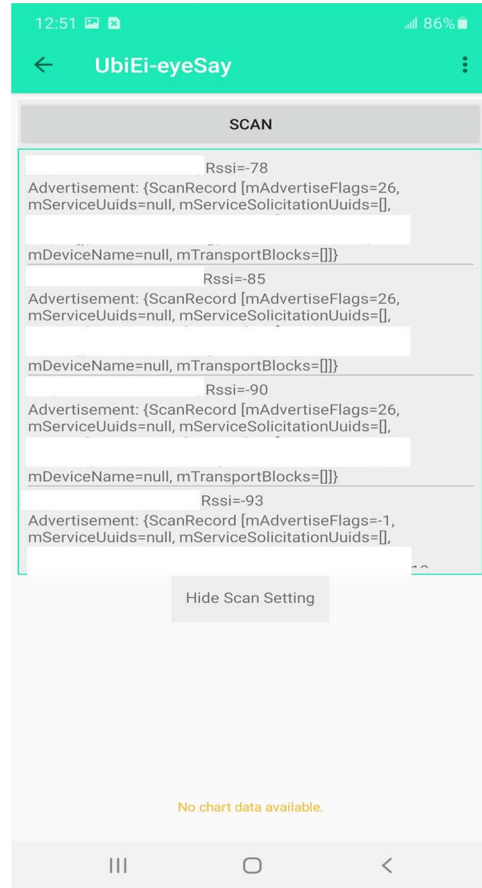 12:51
86%
UbiEi-eyeSay
SCAN
Rssi=-78
Advertisement: {ScanRecord [mAdvertiseFlags=26,
mServiceUuids=null, mServiceSolicitationUuids=[],
mDeviceName=null, mTransportBlocks=[]]}
Rssi=-85
Advertisement: {ScanRecord [mAdvertiseFlags=26,
mServiceUuids=null, mServiceSolicitationUuids=[],
mDeviceName=null, mTransportBlocks=[]]}
Rssi=-90
Advertisement: {ScanRecord [mAdvertiseFlags=26,
mServiceUuids=null, mServiceSolicitationUuids=[],
mDeviceName=null, mTransportBlocks=[]]}
Rssi=-93
Advertisement: {ScanRecord [mAdvertiseFlags=-1,
mServiceUuids=null, mServiceSolicitationUuids=[],
Hide Scan Setting
No chart data available.